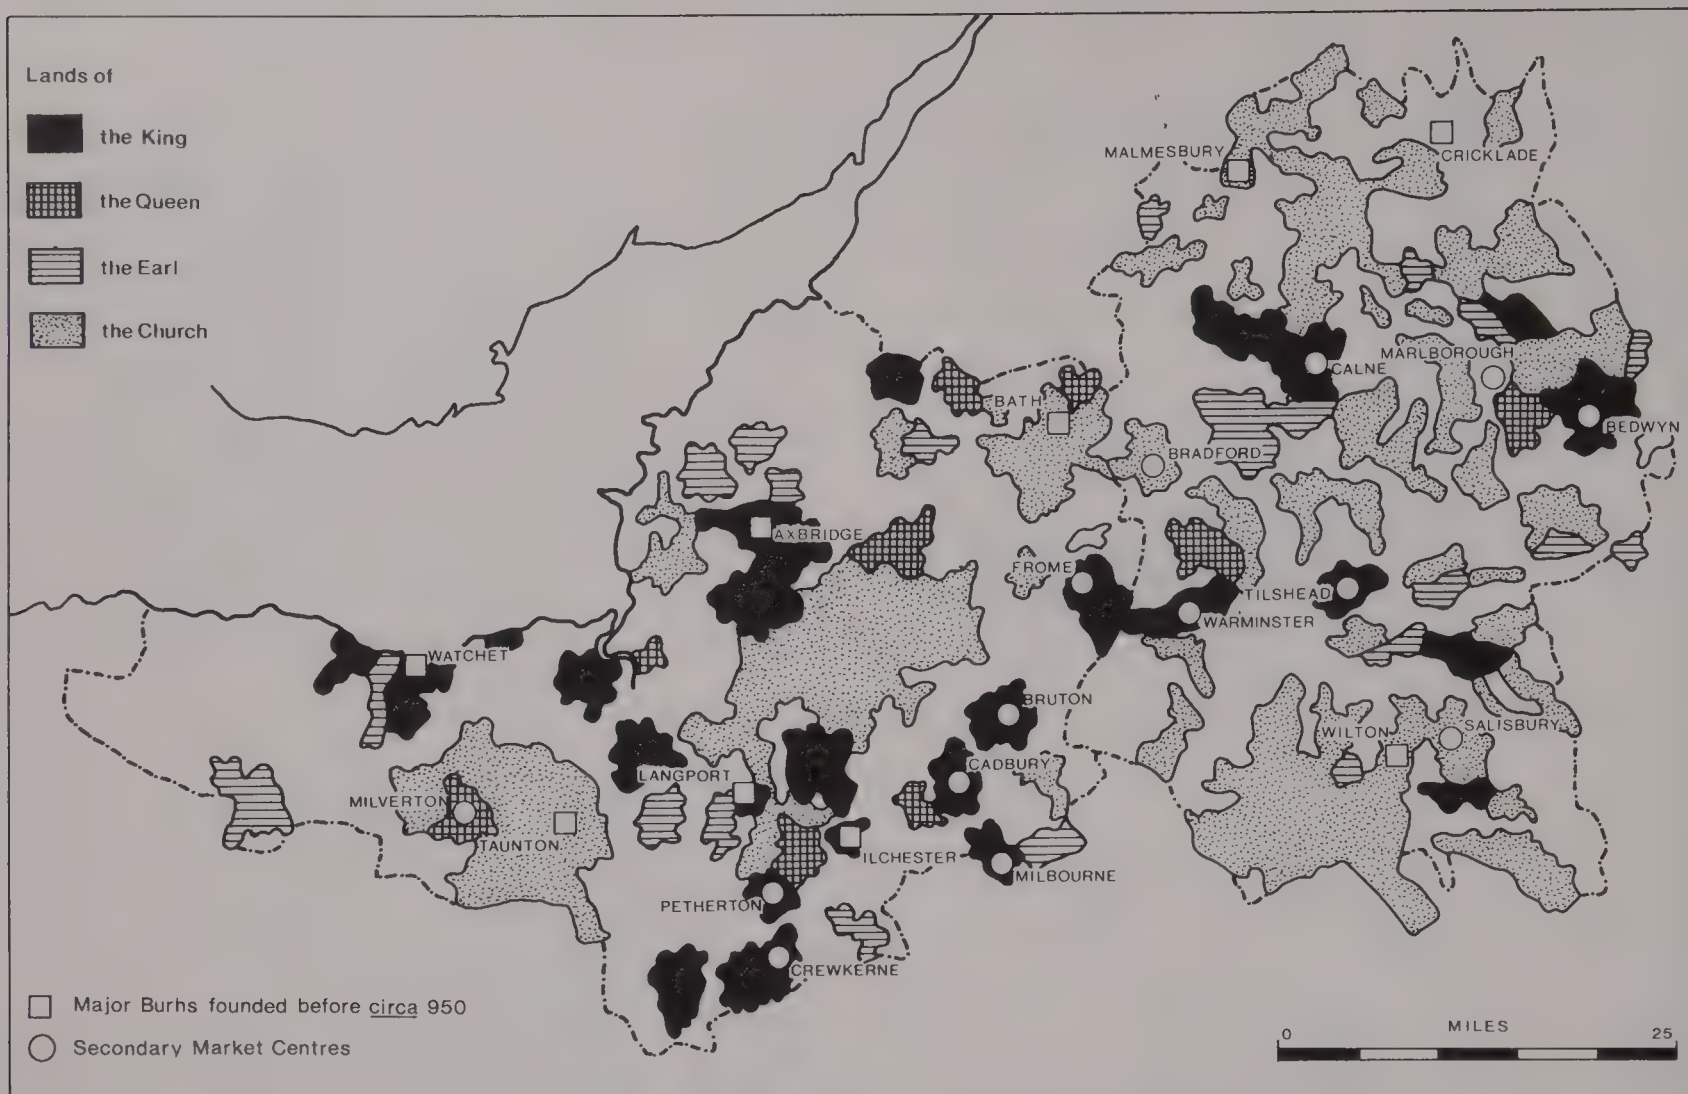 Lands of
the King
the Queen
the Earl
the Church
MALMESBURY
CRICKLADE
MARLBOROUGH
CALNE
BATH
BEDWYN
BRADFORD
AXBRIDGE
FROME
TILSHEAD
WARMINSTER
WATCHET
BRUTON
SALISBURY
WILTON
CADBURY
LANGPORT
MILVERTON
TAUNTON
ILCHESTER
MILBOURNE
PETHERTON
CREWKERNE
Major Burhs founded before circa 950
Secondary Market Centres
0 MILES 25